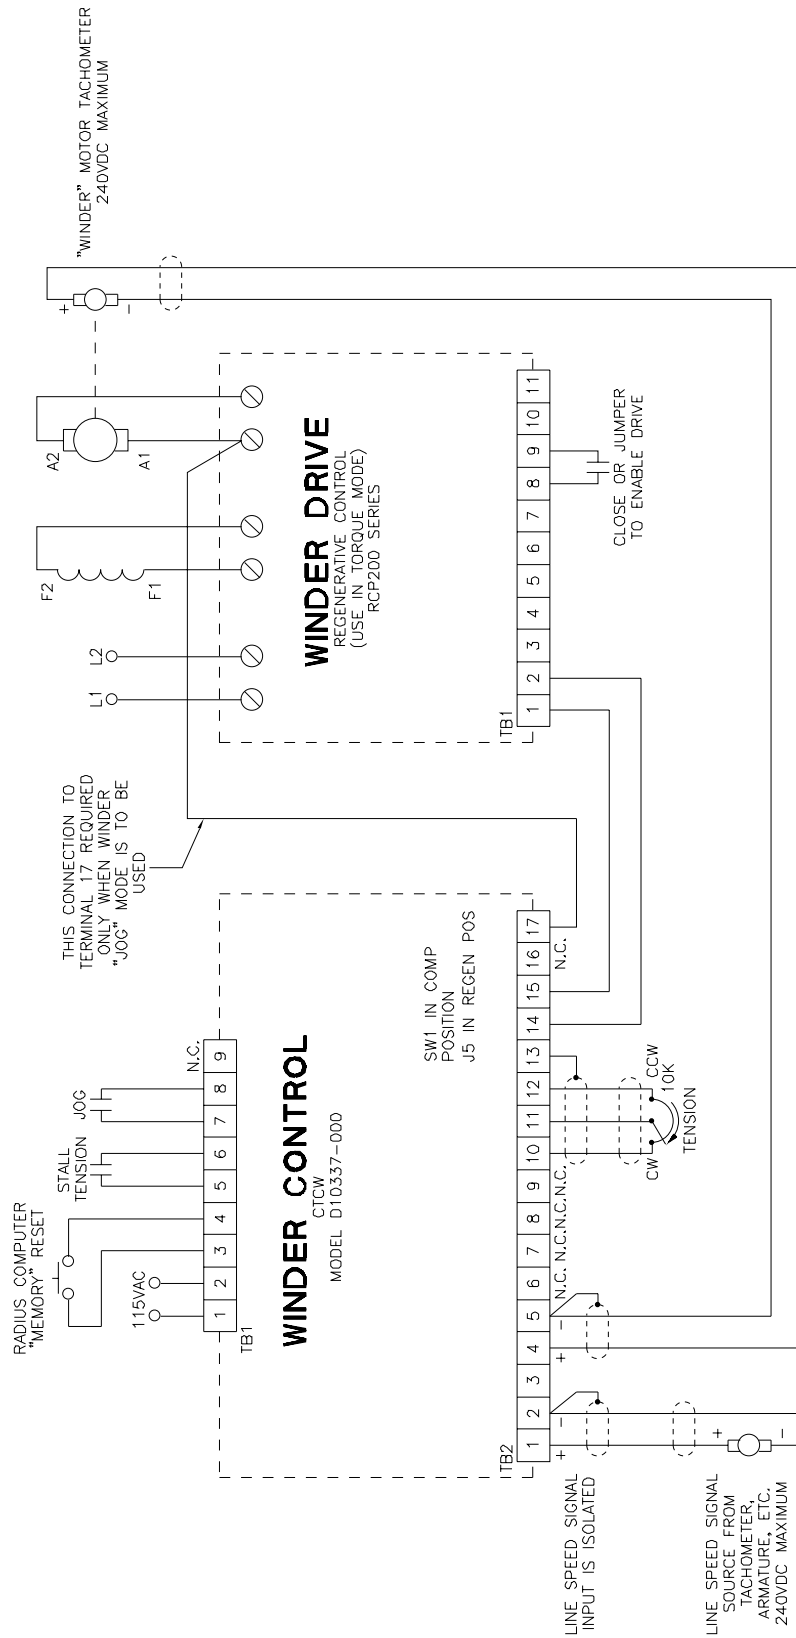 "WINDER" MOTOR TACHOMETER
240VDC MAXIMUM
+
-
A2
A1
F2
F1
L2
L1
THIS CONNECTION TO
TERMINAL 17 REQUIRED
ONLY WHEN WINDER
"JOG" MODE IS TO BE
USED
WINDER DRIVE
REGENERATIVE CONTROL
(USE IN TORQUE MODE)
RCP200 SERIES
TB1
1 2 3 4 5 6 7 8 9 10 11
CLOSE OR JUMPER
TO ENABLE DRIVE
RADIUS COMPUTER
"MEMORY" RESET
STALL
TENSION
JOG
115VAC
N.C.
1 2 3 4 5 6 7 8 9
TB1
WINDER CONTROL
CTCW
MODEL D10337-000
SW1 IN COMP
POSITION
J5 IN REGEN POS
TB2
1 2 3 4 5 6 7 8 9 10 11 12 13 14 15 16 17
+ - + - N.C. N.C. N.C. N.C. N.C.
CW
CCW
10K
TENSION
LINE SPEED SIGNAL
INPUT IS ISOLATED
LINE SPEED SIGNAL
SOURCE FROM
TACHOMETER,
ARMATURE, ETC.
240VDC MAXIMUM
+
-